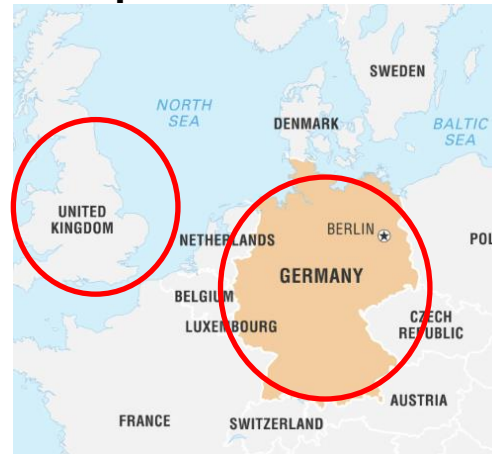 SWEDEN
NORTH
SEA
DENMARK
BALTIC
SEA
UNITED
KINGDOM
BERLIN
NETHERLANDS
POL
GERMANY
BELGIUM
LUXEMBOURG
CZECH
REPUBLIC
AUSTRIA
FRANCE
SWITZERLAND